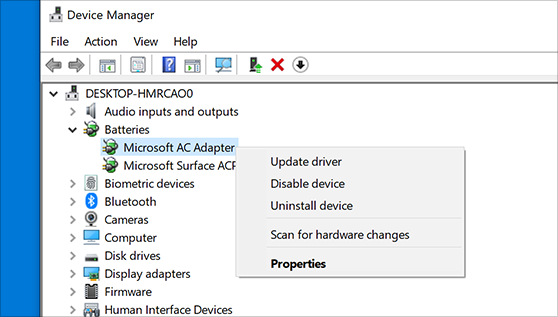 Device Manager
File Action View Help
DESKTOP-HMRCAO0
Audio inputs and outputs
Batteries
Microsoft AC Adapter
Microsoft Surface ACP
Update driver
Disable device
Uninstall device
Scan for hardware changes
Properties
Biometric devices
Bluetooth
Cameras
Computer
Disk drives
Display adapters
Firmware
Human Interface Devices